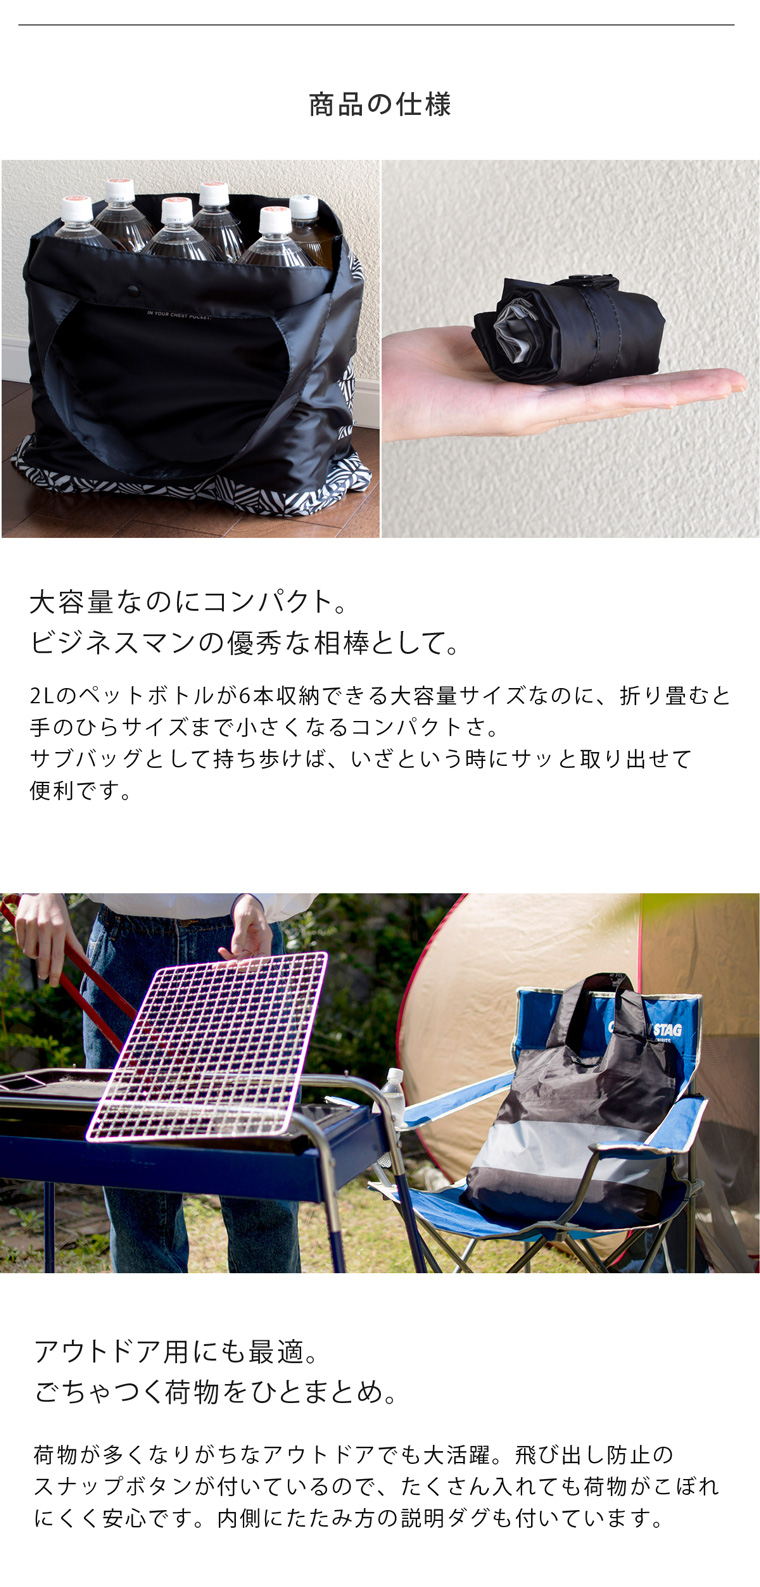 商品の仕様
IN YOUR CHEST POCKET.
大容量なのにコンパクト。
ビジネスマンの優秀な相棒として。
2Lのペットボトルが6本収納できる大容量サイズなのに、折り畳むと
手のひらサイズまで小さくなるコンパクトさ。
サブバッグとして持ち歩けば、いざという時にサッと取り出せて
便利です。
STAG
アウトドア用にも最適。
ごちゃつく荷物をひとまとめ。
荷物が多くなりがちなアウトドアでも大活躍。飛び出し防止の
スナップボタンが付いているので、たくさん入れても荷物がこぼれ
にくく安心です。内側にたたみ方の説明ダグも付いています。